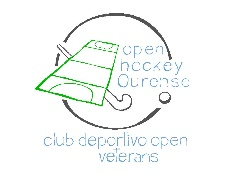 open
hockey
Ourense
club deportivo open
veterans